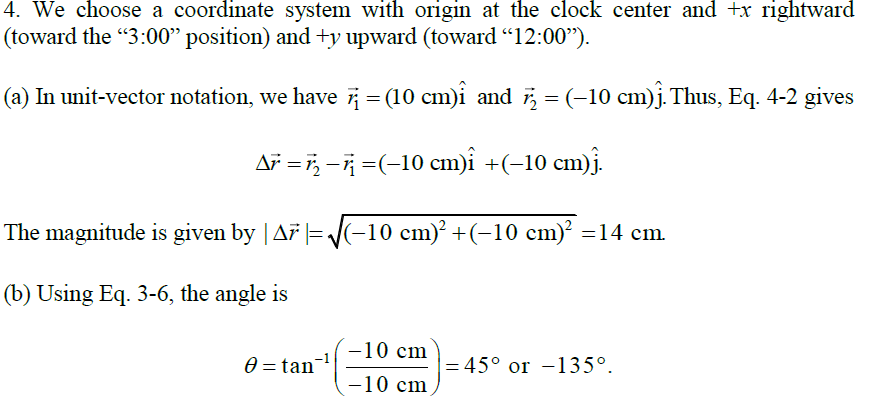 4. We choose a coordinate system with origin at the clock center and +x rightward
(toward the “3:00” position) and +y upward (toward “12:00”).
(a) In unit-vector notation, we have r⃗₁ = (10 cm)î and r⃗₂ = (−10 cm)ĵ. Thus, Eq. 4-2 gives
Δr⃗ = r⃗₂ − r⃗₁ = (−10 cm)î + (−10 cm)ĵ.
The magnitude is given by | Δr⃗ |= √((−10 cm)² + (−10 cm)²) = 14 cm.
(b) Using Eq. 3-6, the angle is
θ = tan⁻¹(−10 cm / −10 cm) = 45° or −135°.